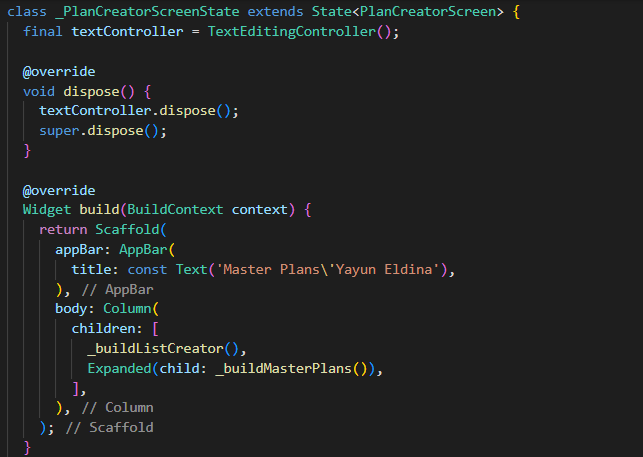 class _PlanCreatorScreenState extends State<PlanCreatorScreen> {
  final textController = TextEditingController();

  @override
  void dispose() {
    textController.dispose();
    super.dispose();
  }

  @override
  Widget build(BuildContext context) {
    return Scaffold(
      appBar: AppBar(
        title: const Text('Master Plans\'Yayun Eldina'),
      ), // AppBar
      body: Column(
        children: [
          _buildListCreator(),
          Expanded(child: _buildMasterPlans()),
        ],
      ), // Column
    ); // Scaffold
  }